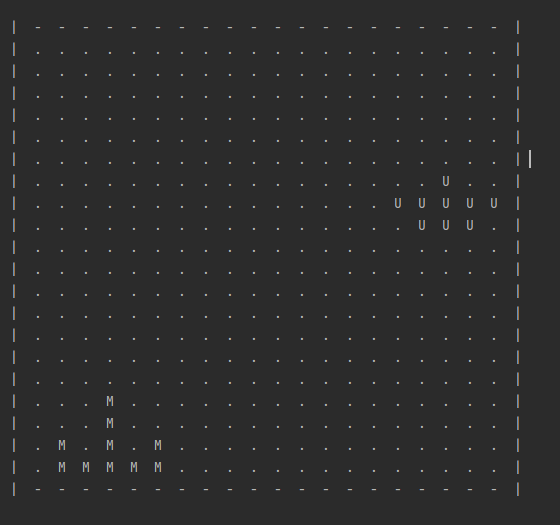 | - - - - - - - - - - - - - - - - - - - - |
| . . . . . . . . . . . . . . . . . . . . |
| . . . . . . . . . . . . . . . . . . . . |
| . . . . . . . . . . . . . . . . . . . . |
| . . . . . . . . . . . . . . . . . . . . |
| . . . . . . . . . . . . . . . . . . . . |
| . . . . . . . . . . . . . . . . . . . . |
| . . . . . . . . . . . . . . . . . U . . |
| . . . . . . . . . . . . . . . U U U U U |
| . . . . . . . . . . . . . . . . U U U . |
| . . . . . . . . . . . . . . . . . . . . |
| . . . . . . . . . . . . . . . . . . . . |
| . . . . . . . . . . . . . . . . . . . . |
| . . . . . . . . . . . . . . . . . . . . |
| . . . . . . . . . . . . . . . . . . . . |
| . . . . . . . . . . . . . . . . . . . . |
| . . . . . . . . . . . . . . . . . . . . |
| . . . M . . . . . . . . . . . . . . . . |
| . . . M . . . . . . . . . . . . . . . . |
| . M . M . M . . . . . . . . . . . . . . |
| . M M M M M . . . . . . . . . . . . . . |
| - - - - - - - - - - - - - - - - - - - - |